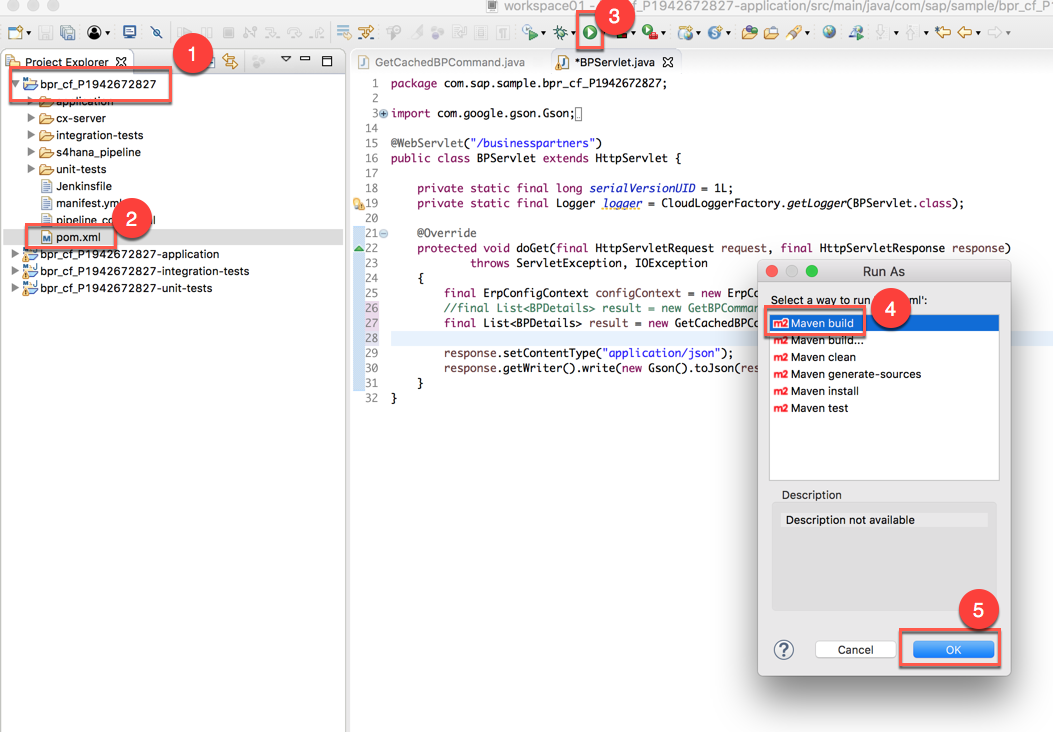 workspace01 - f_P1942672827-application/src/main/java/com/sap/sample/bpr_cf_P
3
1
Project Explorer
GetCachedBPCommand.java
*BPServlet.java
bpr_cf_P1942672827
application
cx-server
integration-tests
s4hana_pipeline
unit-tests
Jenkinsfile
manifest.yml
2
pom.xml
bpr_cf_P1942672827-application
bpr_cf_P1942672827-integration-tests
bpr_cf_P1942672827-unit-tests
1 package com.sap.sample.bpr_cf_P1942672827;
2
3 import com.google.gson.Gson;
14
15 @WebServlet("/businesspartners")
16 public class BPServlet extends HttpServlet {
17
18 private static final long serialVersionUID = 1L;
19 private static final Logger logger = CloudLoggerFactory.getLogger(BPServlet.class);
20
21 @Override
22 protected void doGet(final HttpServletRequest request, final HttpServletResponse response)
23 throws ServletException, IOException
24 {
25 final ErpConfigContext configContext = new ErpC
26 //final List<BPDetails> result = new GetBPComman
27 final List<BPDetails> result = new GetCachedBPCo
28
29 response.setContentType("application/json");
30 response.getWriter().write(new Gson().toJson(res
31 }
32 }
Run As
Select a way to run ml':
4
Maven build
Maven build...
Maven clean
Maven generate-sources
Maven install
Maven test
Description
Description not available
5
?
Cancel
OK